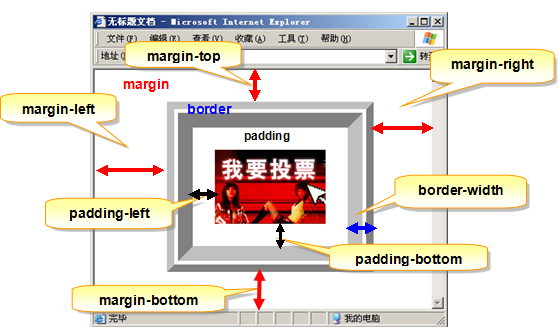 无标题文档 - Microsoft Internet Explorer
文件(F) 编辑(E) 查看(V) 收藏(A) 工具(T) 帮助(H)
地址(
转到
margin-top
margin-right
margin
margin-left
border
padding
我要投票
border-width
padding-left
padding-bottom
margin-bottom
完毕
我的电脑